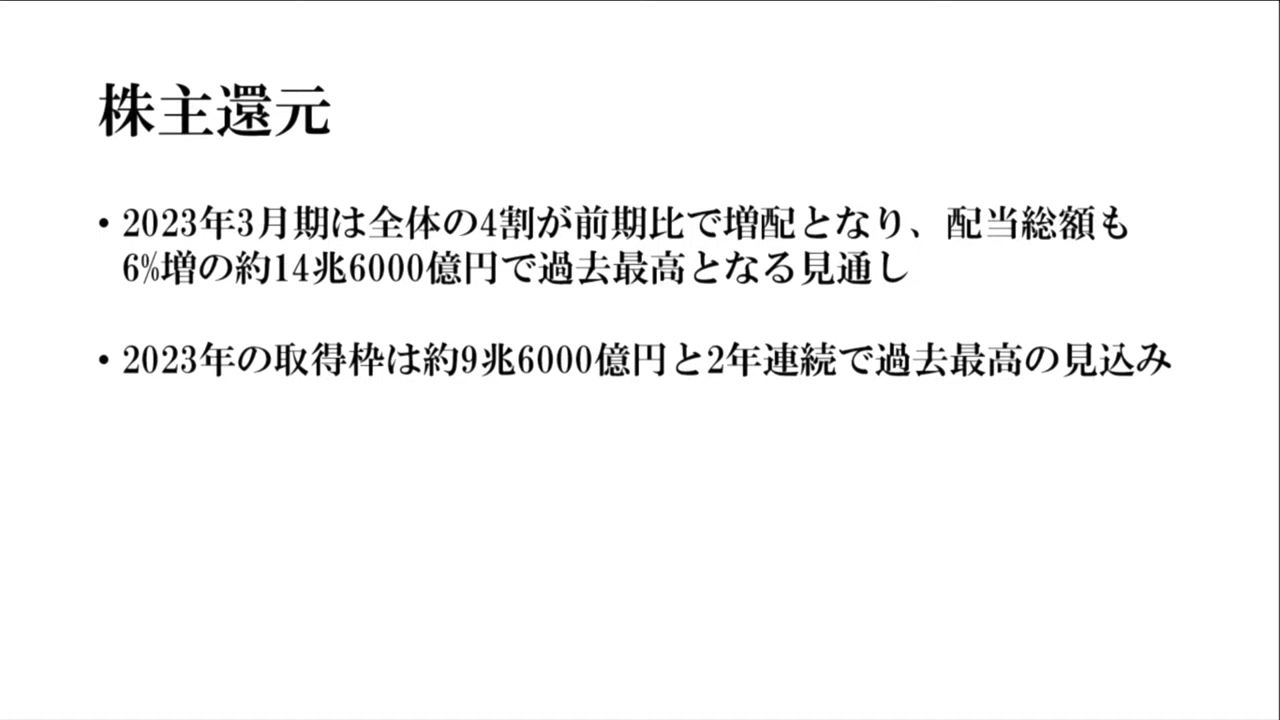 株主還元
• 2023年3月期は全体の4割が前期比で増配となり、配当総額も
6%増の約14兆6000億円で過去最高となる見通し
• 2023年の取得枠は約9兆6000億円と2年連続で過去最高の見込み